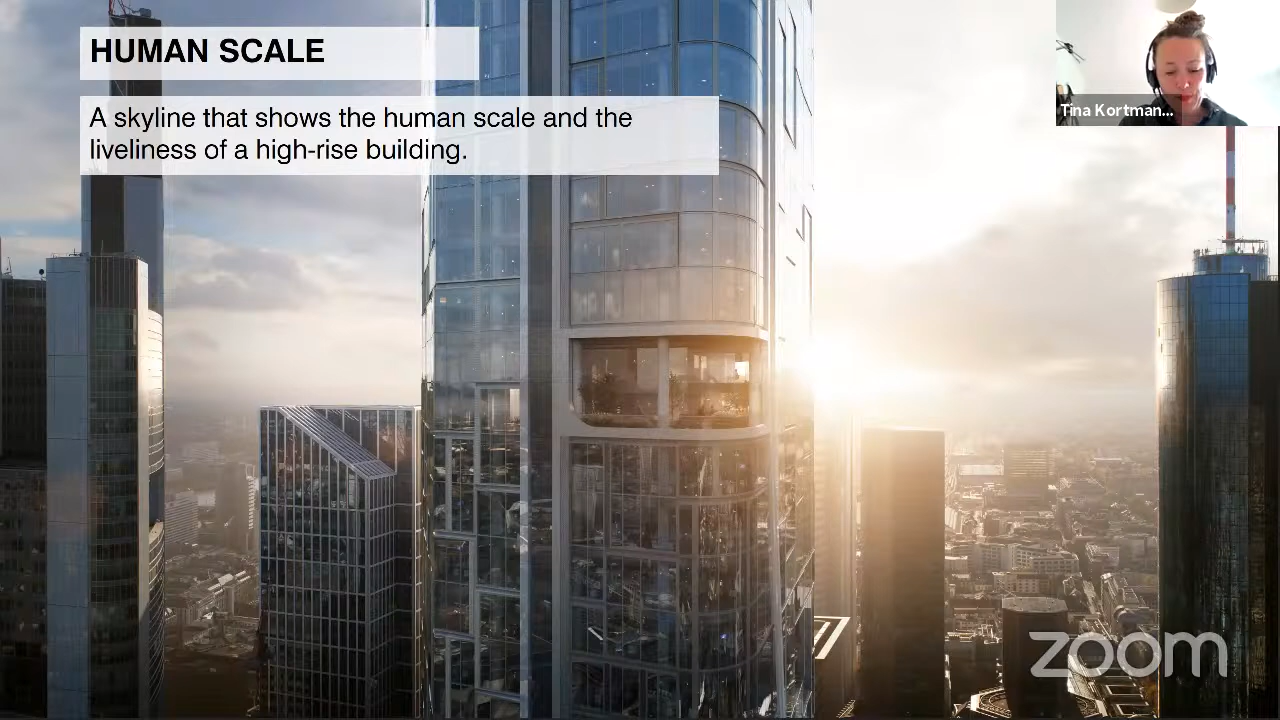 HUMAN SCALE
A skyline that shows the human scale and the
liveliness of a high-rise building.
Tina Kortman...
zoom